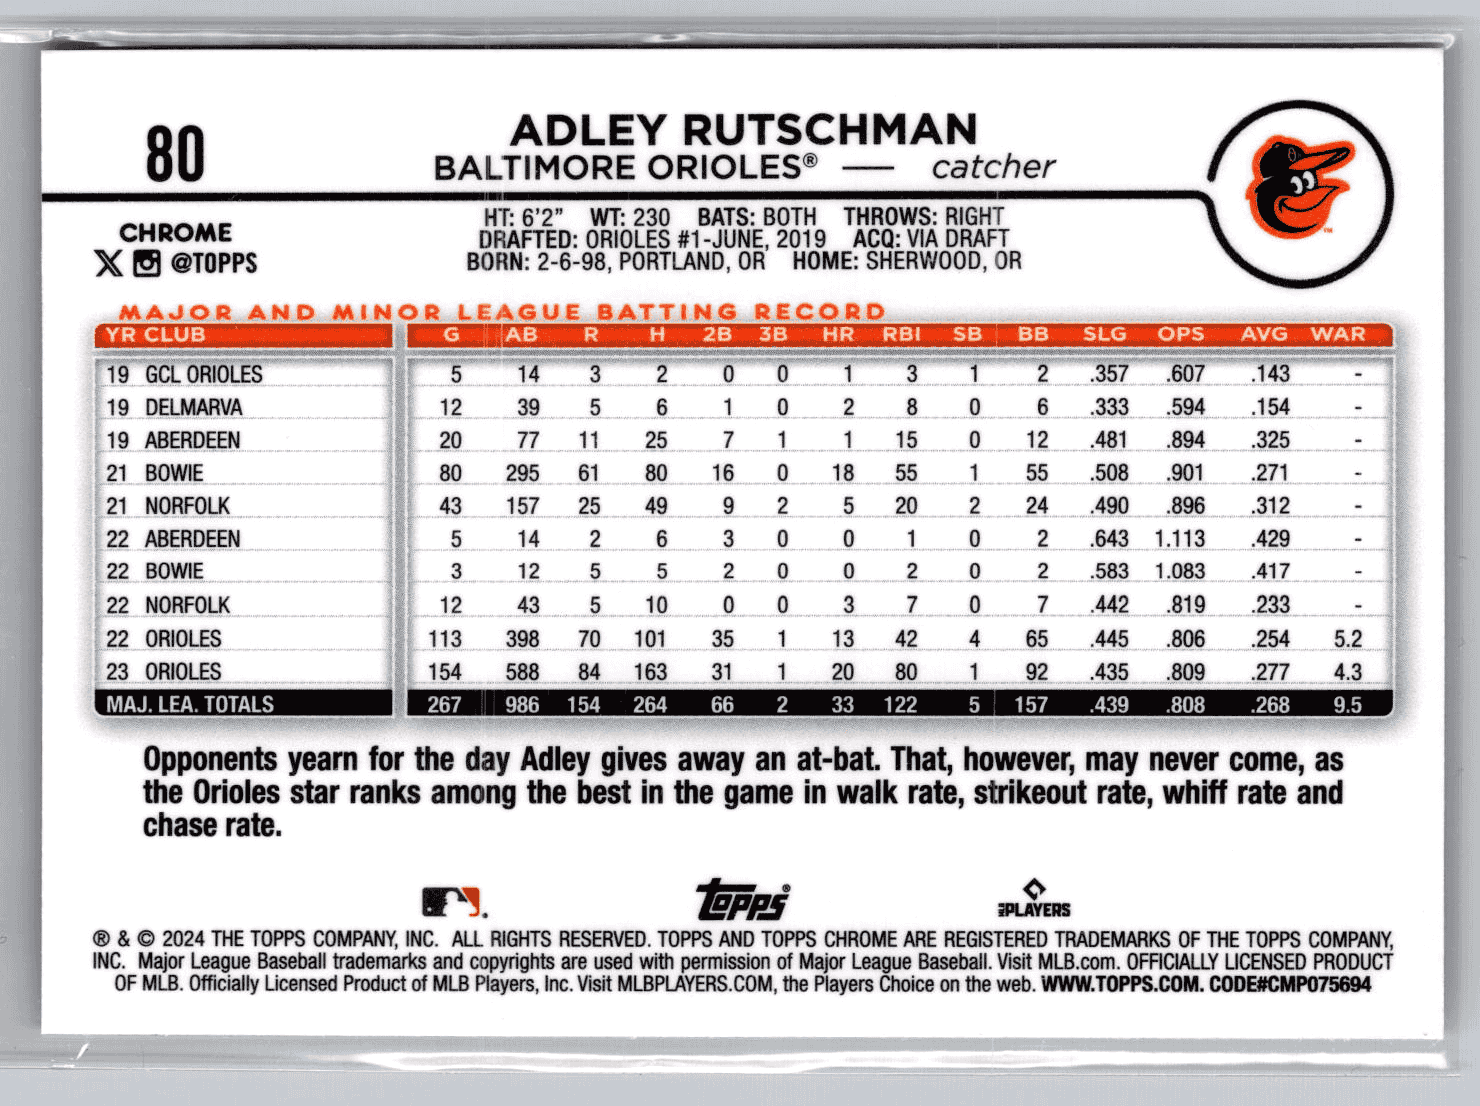 80
ADLEY RUTSCHMAN
BALTIMORE ORIOLES® — catcher
CHROME
@TOPPS
HT: 6'2" WT: 230 BATS: BOTH THROWS: RIGHT
DRAFTED: ORIOLES #1-JUNE, 2019 ACQ: VIA DRAFT
BORN: 2-6-98, PORTLAND, OR HOME: SHERWOOD, OR
MAJOR AND MINOR LEAGUE BATTING RECORD
YR CLUB G AB R H 2B 3B HR RBI SB BB SLG OPS AVG WAR
19 GCL ORIOLES 5 14 3 2 0 0 1 3 1 2 .357 .607 .143 -
19 DELMARVA 12 39 5 6 1 0 2 8 0 6 .333 .594 .154 -
19 ABERDEEN 20 77 11 25 7 1 1 15 0 12 .481 .894 .325 -
21 BOWIE 80 295 61 80 16 0 18 55 1 55 .508 .901 .271 -
21 NORFOLK 43 157 25 49 9 2 5 20 2 24 .490 .896 .312 -
22 ABERDEEN 5 14 2 6 3 0 0 1 0 2 .643 1.113 .429 -
22 BOWIE 3 12 5 5 2 0 0 2 0 2 .583 1.083 .417 -
22 NORFOLK 12 43 5 10 0 0 3 7 0 7 .442 .819 .233 -
22 ORIOLES 113 398 70 101 35 1 13 42 4 65 .445 .806 .254 5.2
23 ORIOLES 154 588 84 163 31 1 20 80 1 92 .435 .809 .277 4.3
MAJ. LEA. TOTALS 267 986 154 264 66 2 33 122 5 157 .439 .808 .268 9.5
Opponents yearn for the day Adley gives away an at-bat. That, however, may never come, as
the Orioles star ranks among the best in the game in walk rate, strikeout rate, whiff rate and
chase rate.
Topps®
MLB PLAYERS
® & © 2024 THE TOPPS COMPANY, INC. ALL RIGHTS RESERVED. TOPPS AND TOPPS CHROME ARE REGISTERED TRADEMARKS OF THE TOPPS COMPANY,
INC. Major League Baseball trademarks and copyrights are used with permission of Major League Baseball. Visit MLB.com. OFFICIALLY LICENSED PRODUCT
OF MLB. Officially Licensed Product of MLB Players, Inc. Visit MLBPLAYERS.COM, the Players Choice on the web. WWW.TOPPS.COM. CODE#CMP075694